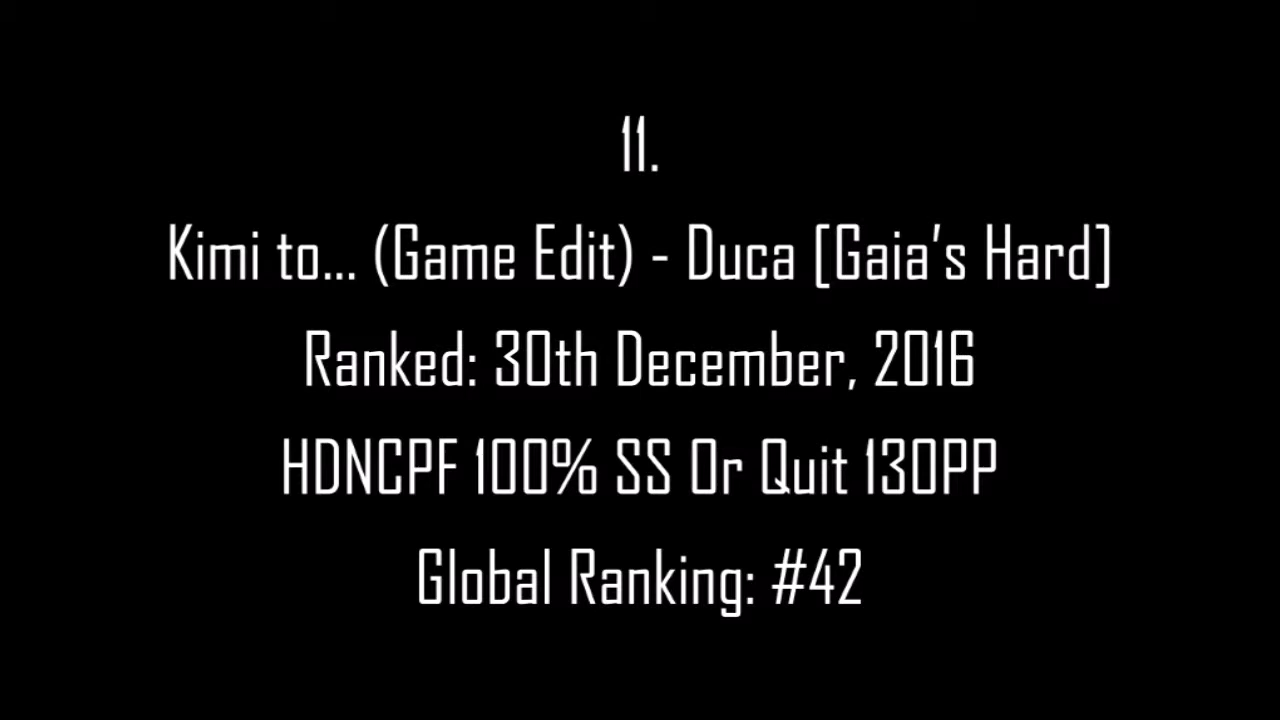 11.
Kimi to... (Game Edit) - Duca [Gaia's Hard]
Ranked: 30th December, 2016
HDNCPF 100% SS Or Quit 130PP
Global Ranking: #42